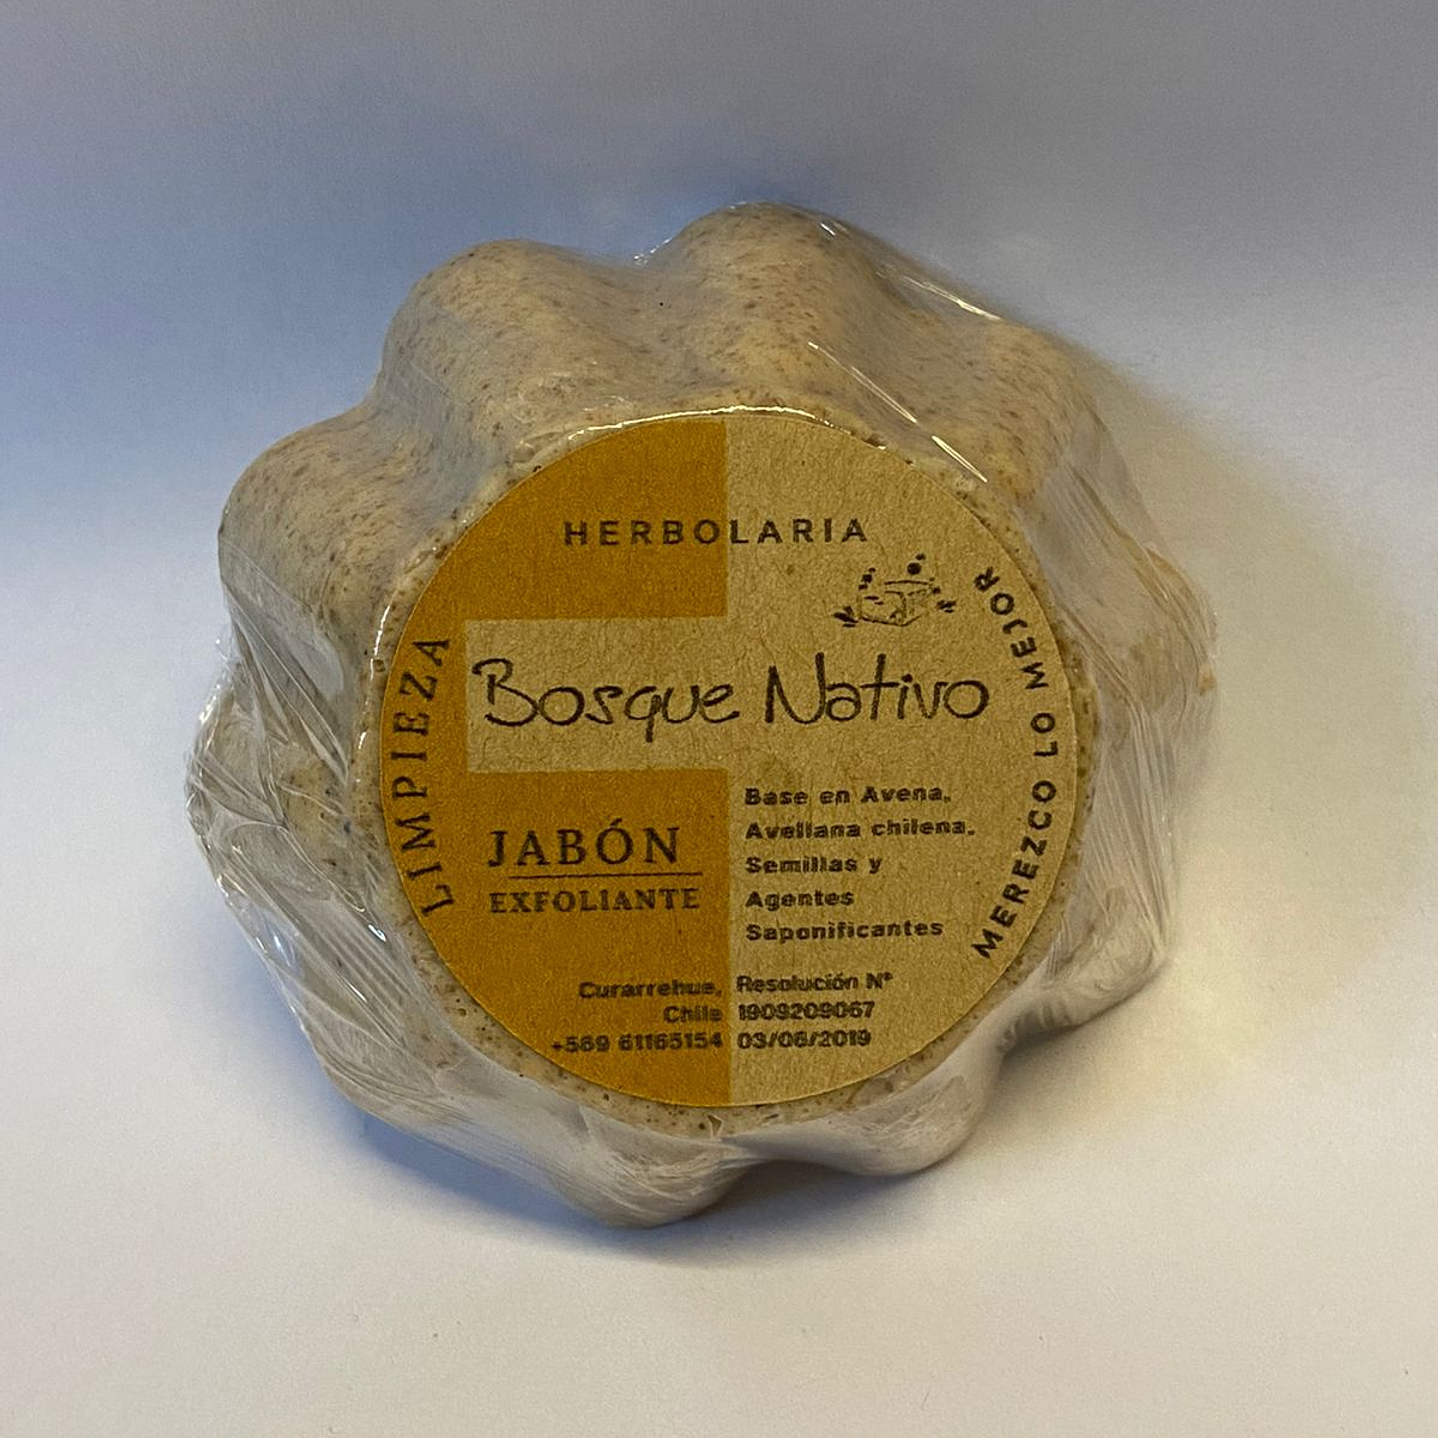 HERBOLARIA
LIMPIEZA
Bosque Nativo
MEREZCO LO MEJOR
JABÓN
EXFOLIANTE
Base en Avena,
Avellana chilena,
Semillas y
Agentes
Saponificantes
Curarrehue,
Chile
+569 61165154
Resolución N°
1909209067
03/06/2019